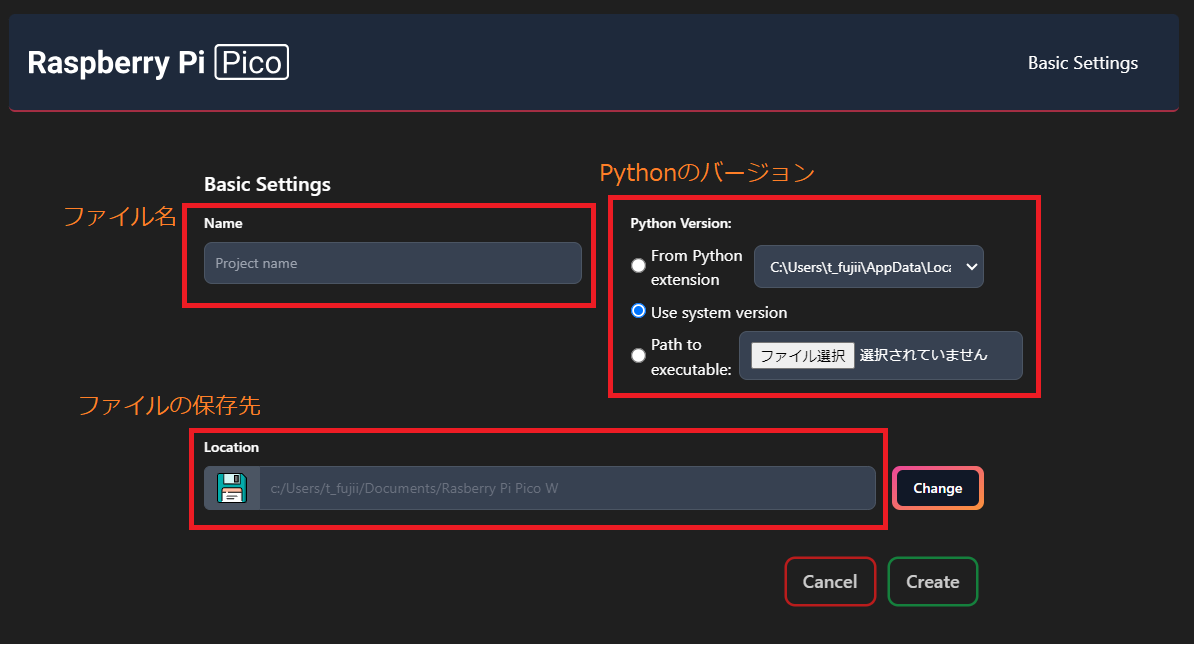 Raspberry Pi Pico
Basic Settings
Pythonのバージョン
Basic Settings
ファイル名
Name
Project name
Python Version:
From Python
extension
C:\Users\t_fujii\AppData\Loca
Use system version
Path to
executable:
ファイル選択 選択されていません
ファイルの保存先
Location
c:/Users/t_fujii/Documents/Rasberry Pi Pico W
Change
Cancel
Create